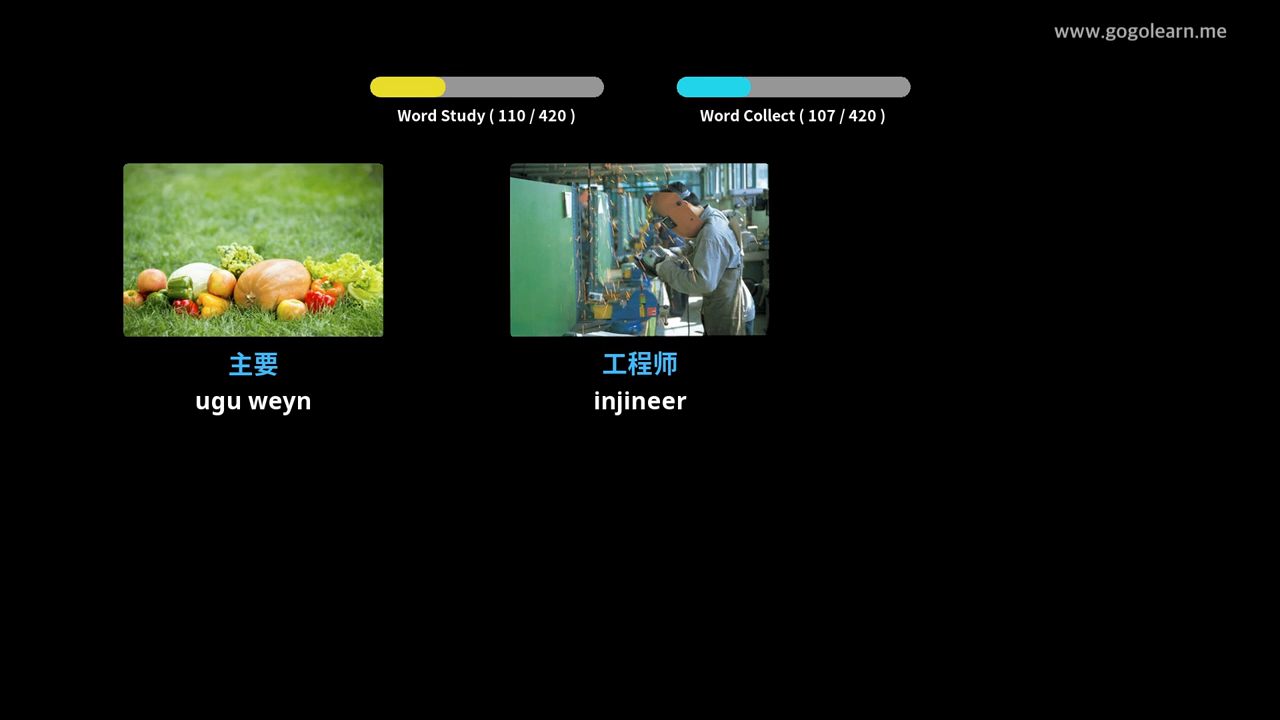 www.gogolearn.me
Word Study ( 110 / 420 )
Word Collect ( 107 / 420 )
主要
ugu weyn
工程师
injineer